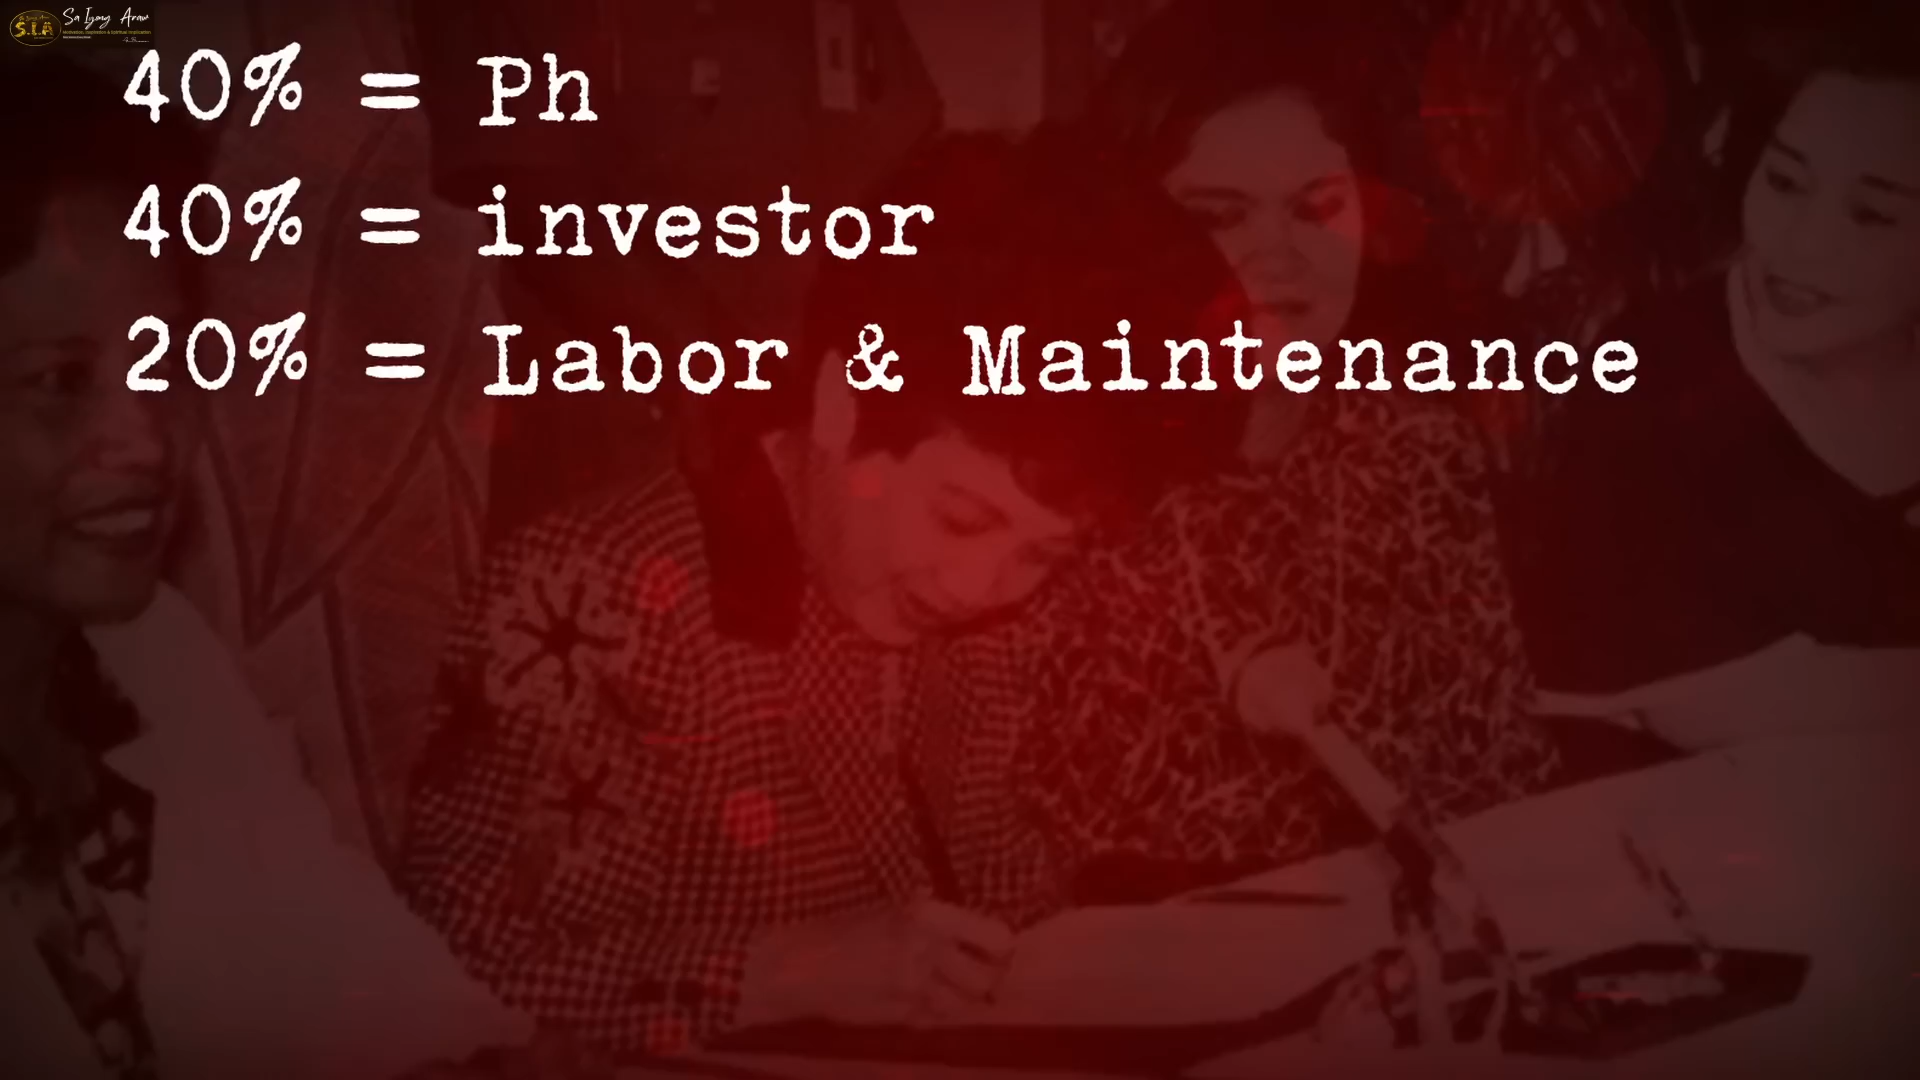 S.I.A
Sa Iyong Araw
40% = Ph
40% = investor
20% = Labor & Maintenance